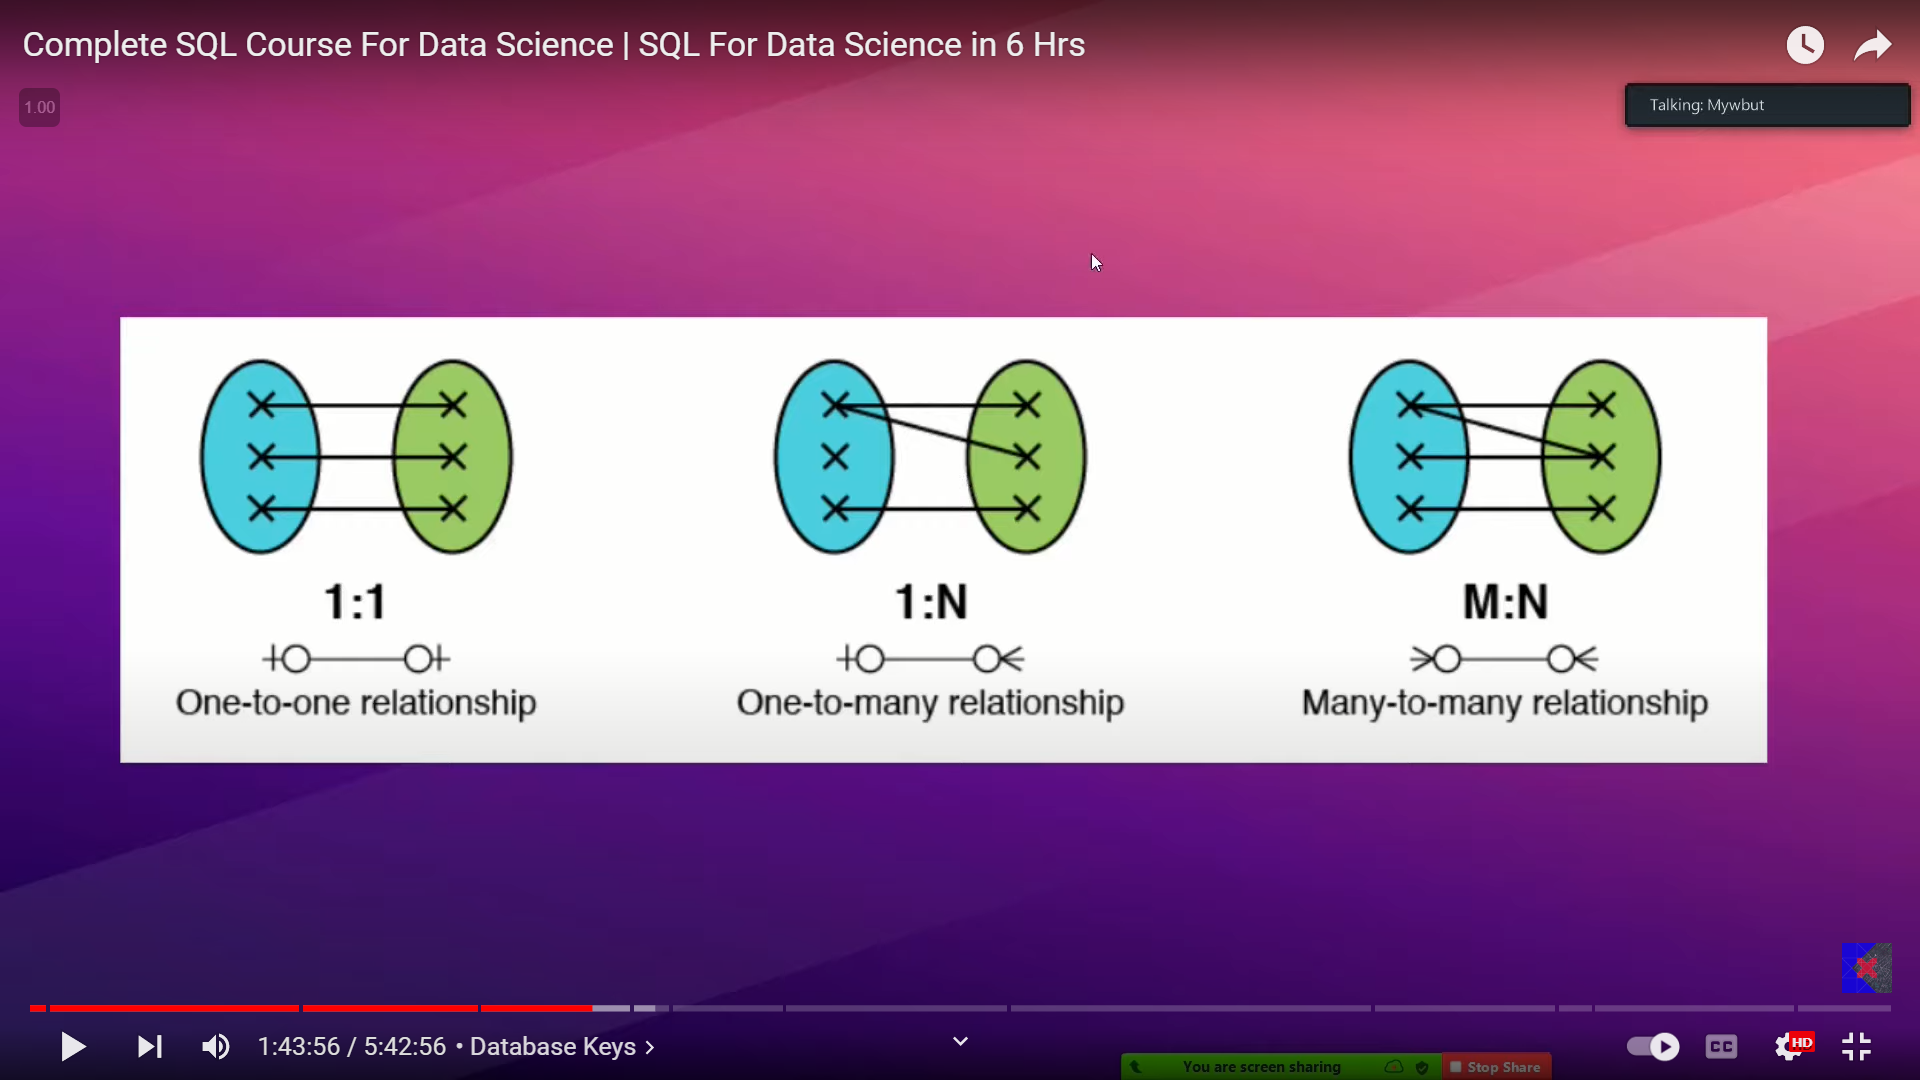 Complete SQL Course For Data Science | SQL For Data Science in 6 Hrs
1.00
Talking: Mywbut
1:1
1:N
M:N
One-to-one relationship
One-to-many relationship
Many-to-many relationship
1:43:56 / 5:42:56 • Database Keys
CC
HD
You are screen sharing
Stop Share